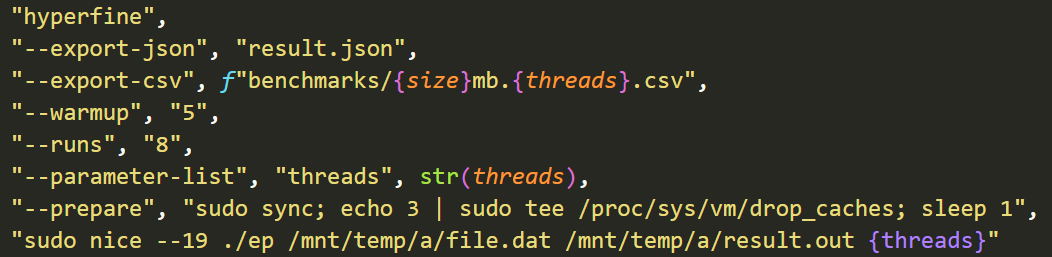 "hyperfine",
"--export-json", "result.json",
"--export-csv", f"benchmarks/{size}mb.{threads}.csv",
"--warmup", "5",
"--runs", "8",
"--parameter-list", "threads", str(threads),
"--prepare", "sudo sync; echo 3 | sudo tee /proc/sys/vm/drop_caches; sleep 1",
"sudo nice --19 ./ep /mnt/temp/a/file.dat /mnt/temp/a/result.out {threads}"